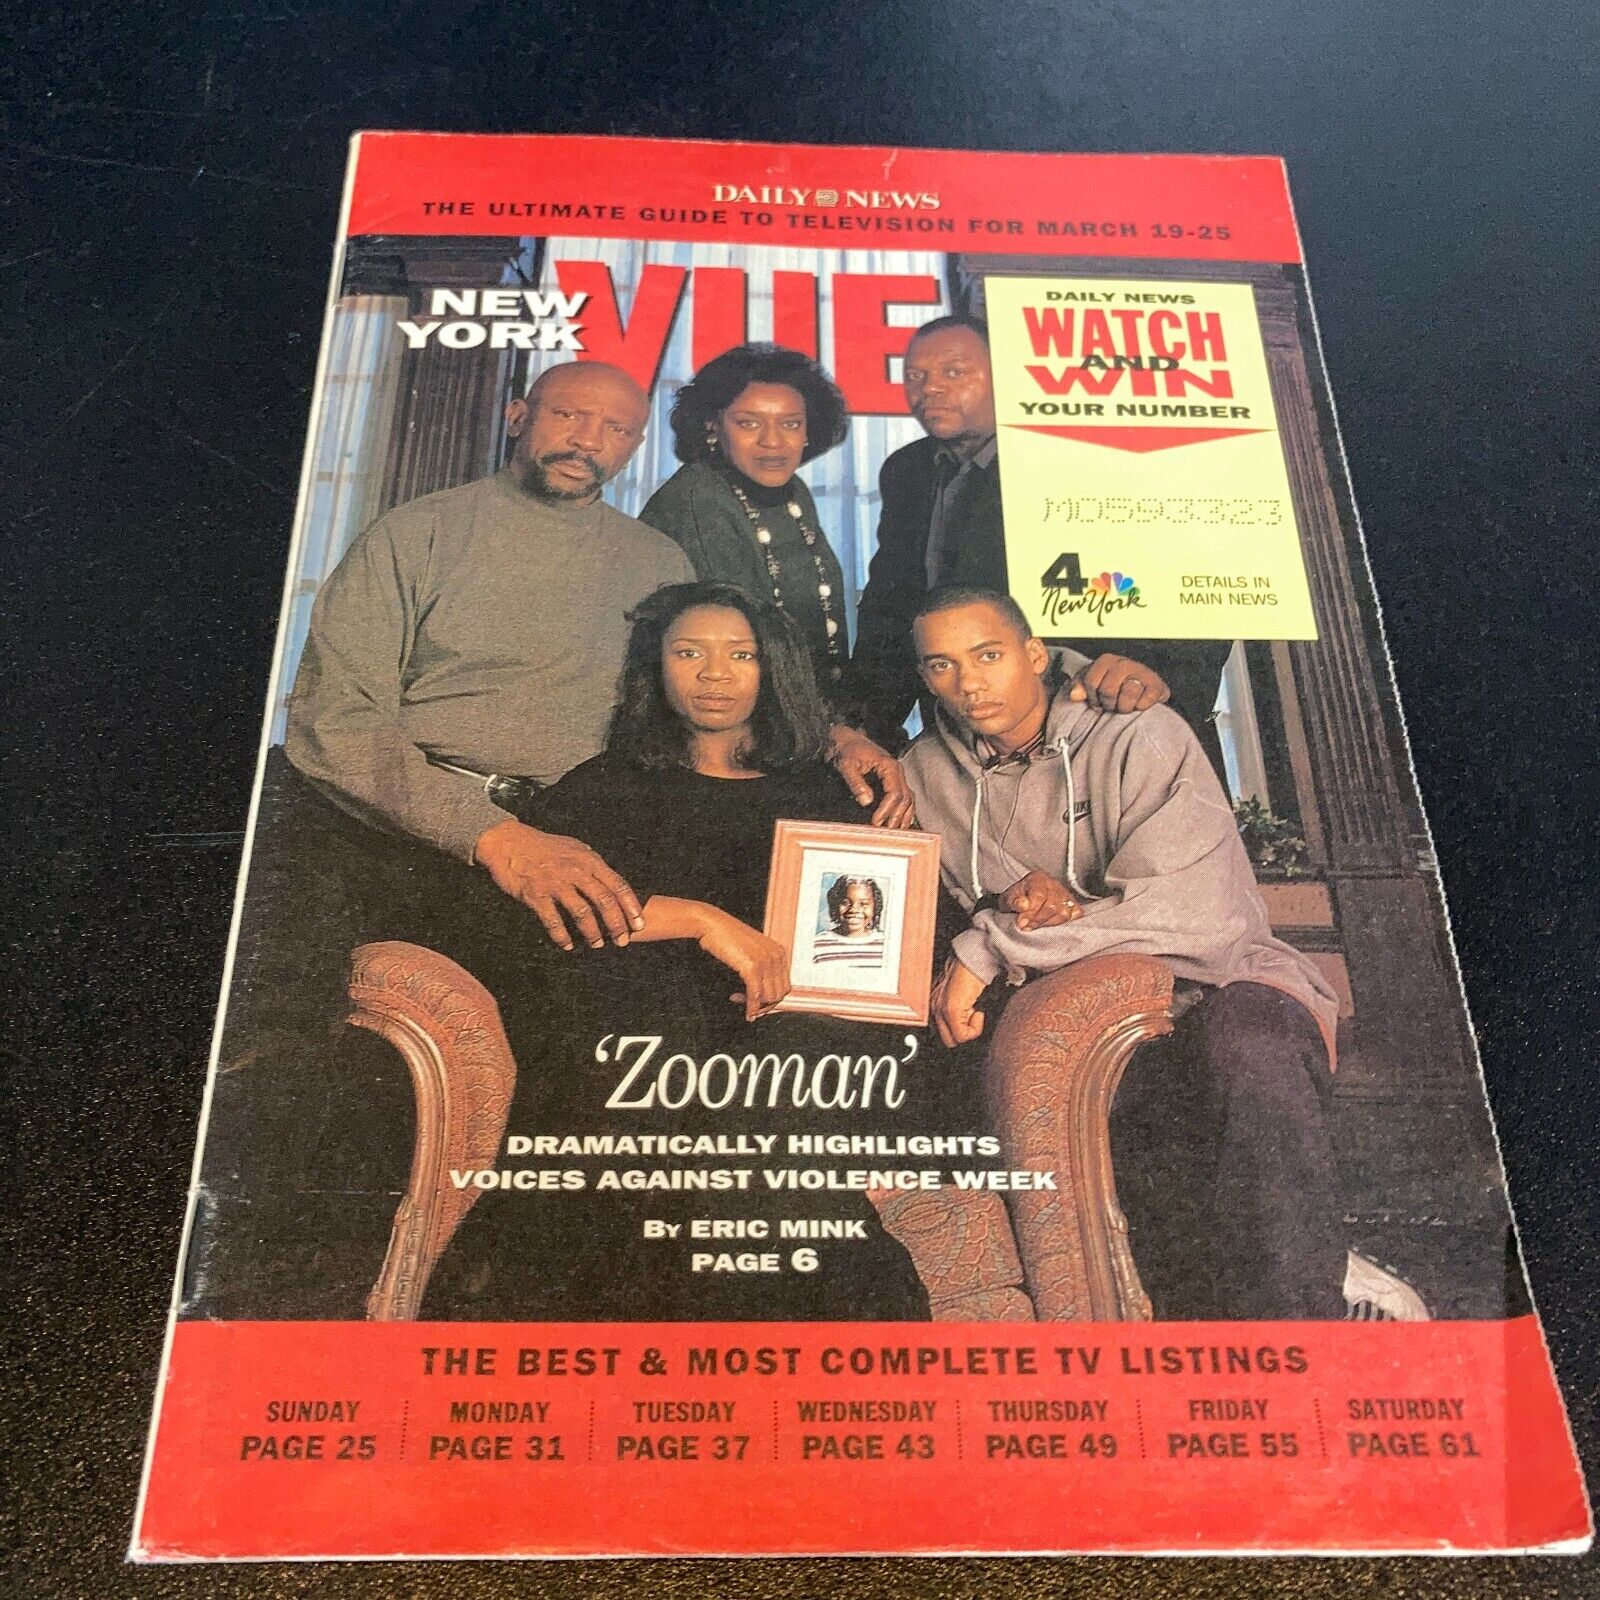 DAILY NEWS
THE ULTIMATE GUIDE TO TELEVISION FOR MARCH 19-25
NEW YORK VUE
DAILY NEWS
WATCH
AND
WIN
YOUR NUMBER
MD593323
4
New York
DETAILS IN
MAIN NEWS
NIKE
‘Zooman’
DRAMATICALLY HIGHLIGHTS
VOICES AGAINST VIOLENCE WEEK
BY ERIC MINK
PAGE 6
THE BEST & MOST COMPLETE TV LISTINGS
SUNDAY
PAGE 25
MONDAY
PAGE 31
TUESDAY
PAGE 37
WEDNESDAY
PAGE 43
THURSDAY
PAGE 49
FRIDAY
PAGE 55
SATURDAY
PAGE 61